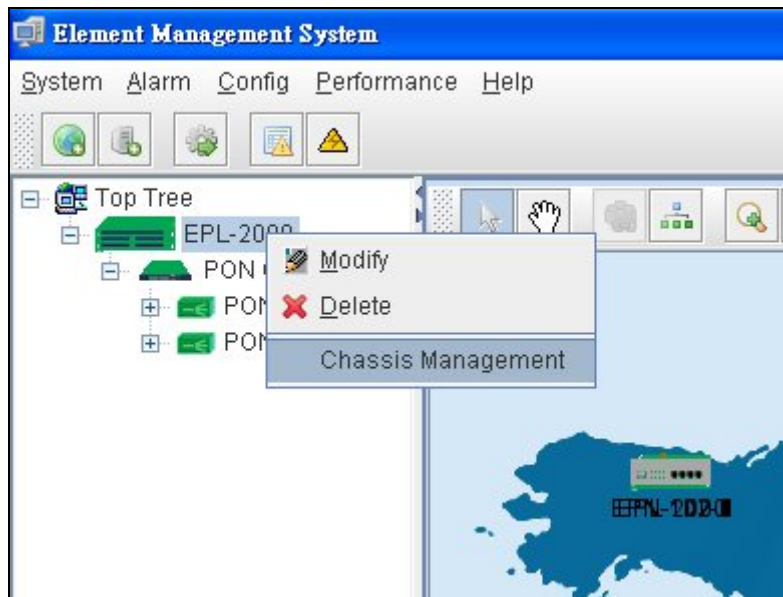 Element Management System
System Alarm Config Performance Help
Top Tree
EPL-2000
PON
Modify
PON
Delete
PON
Chassis Management